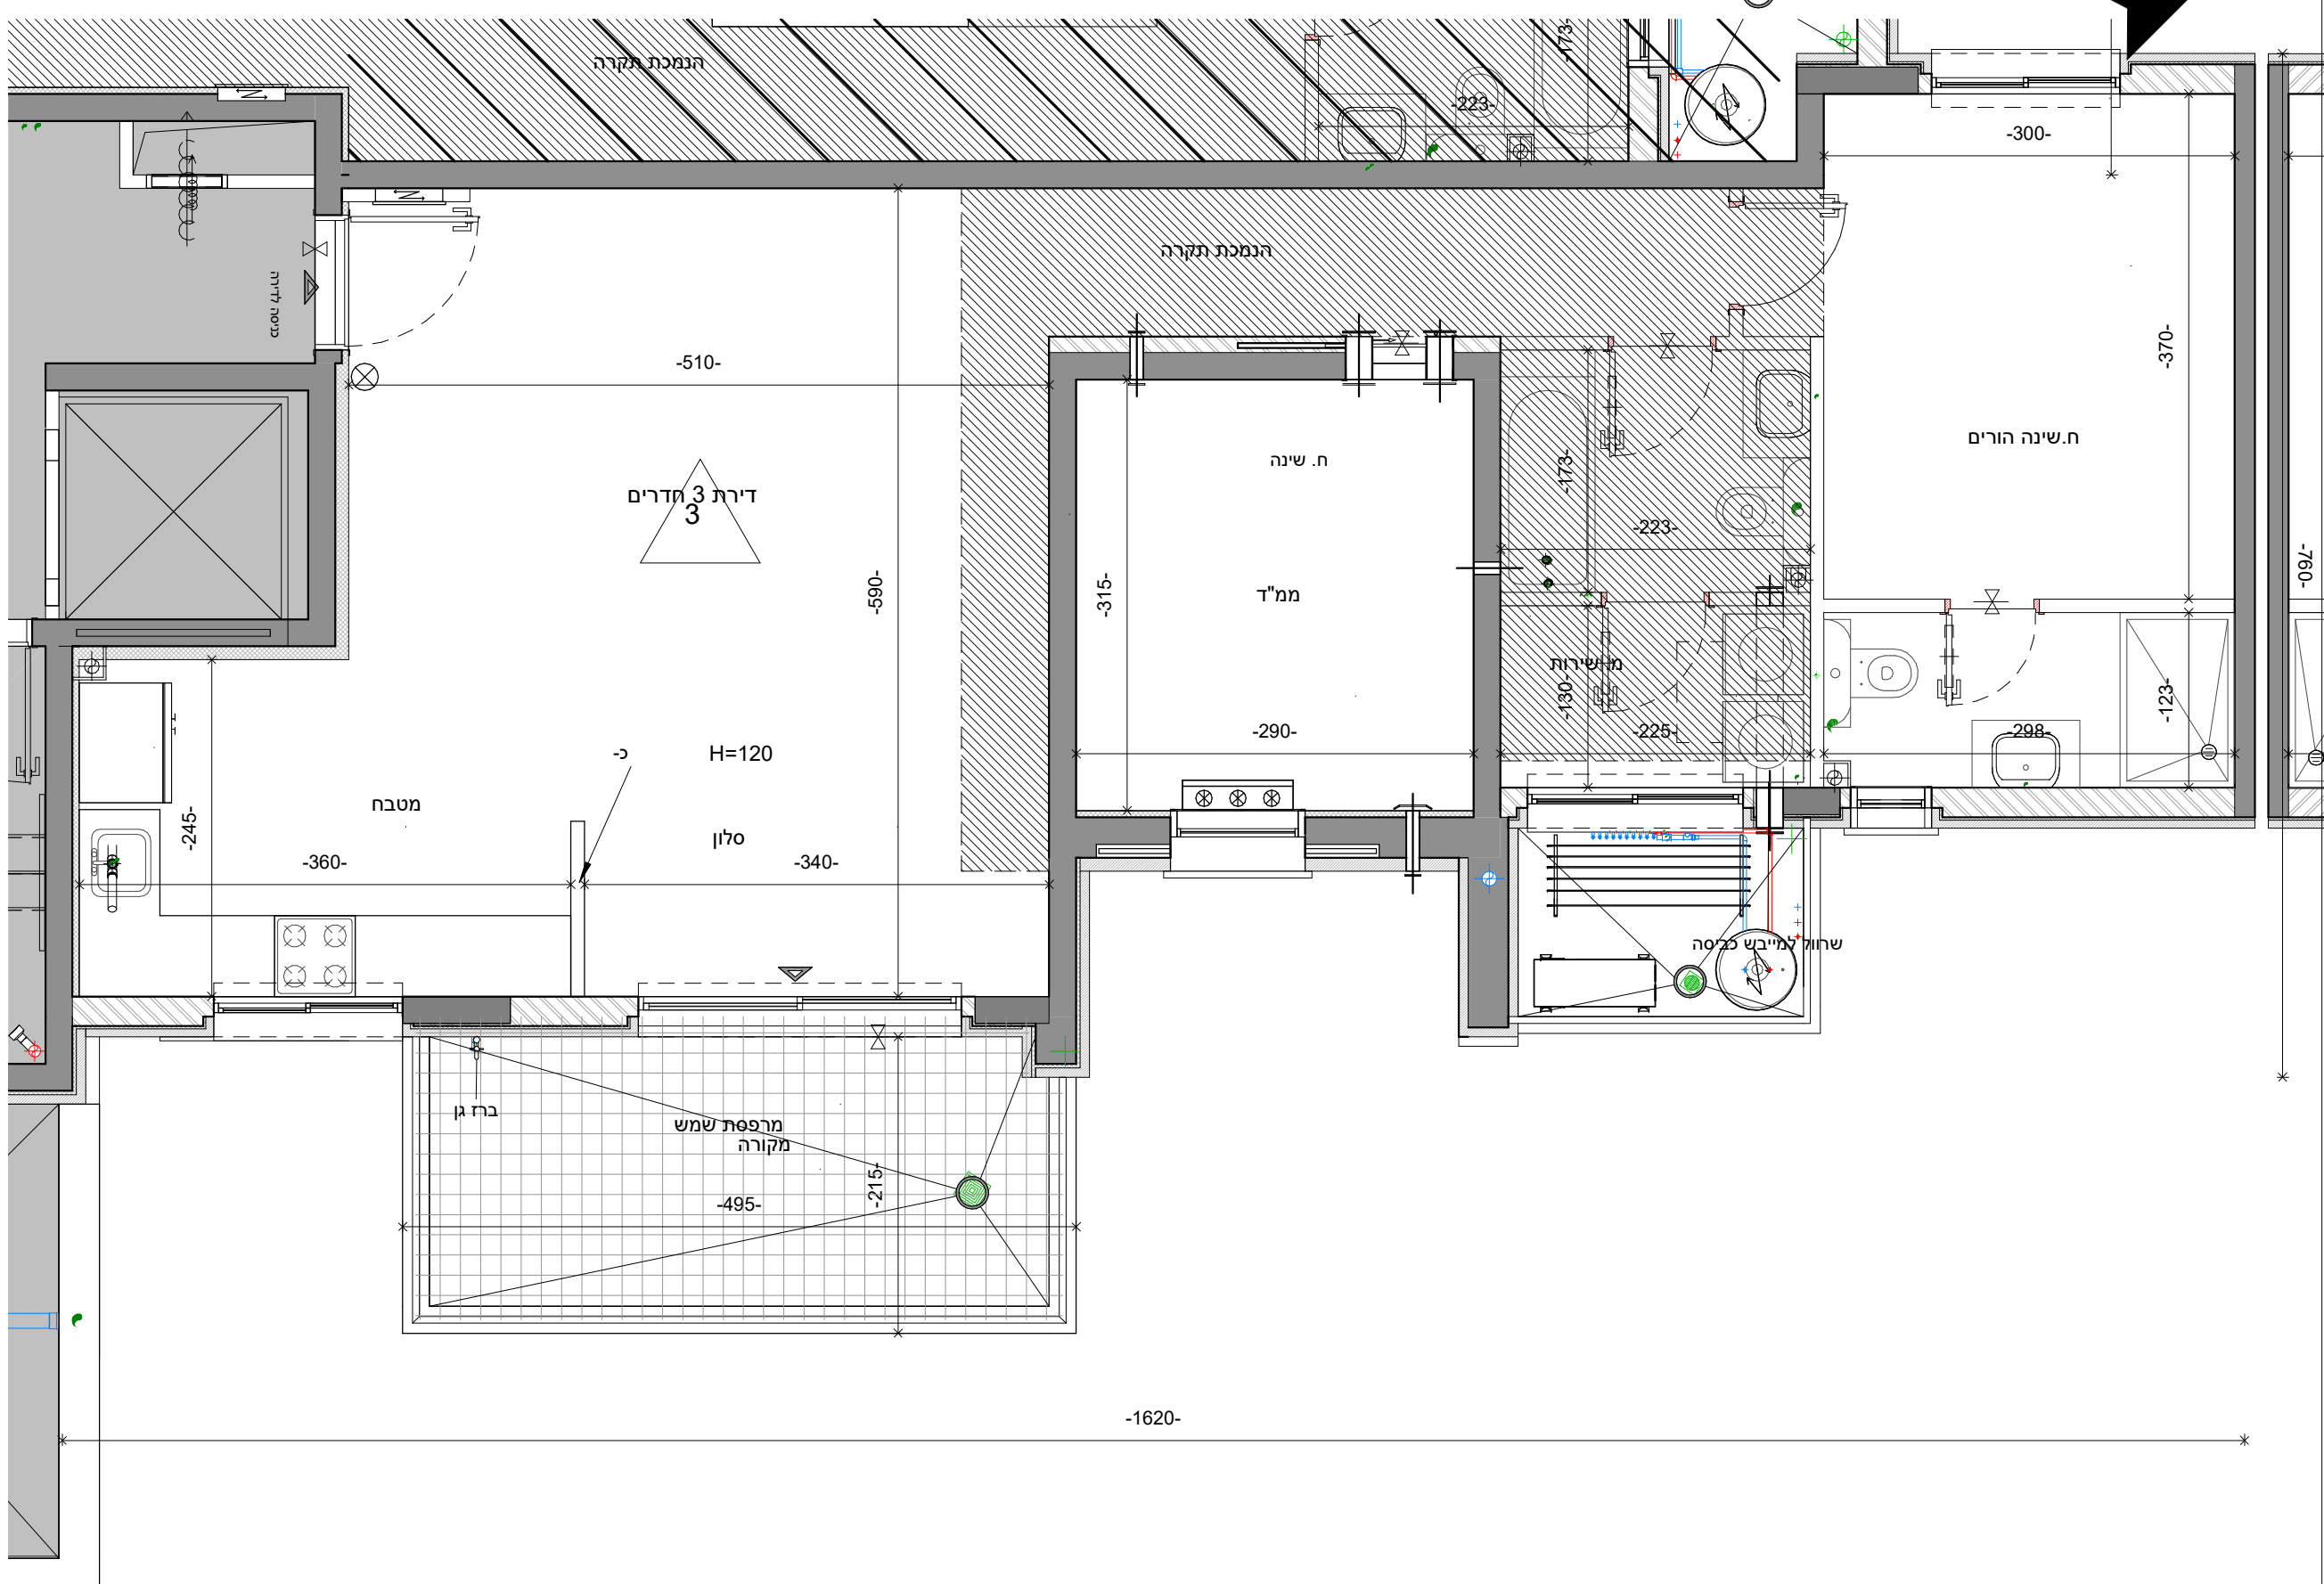 הנמכת תקרה
-173-
-223-
-300-
הנמכת תקרה
כניסה לדירה
-510-
-370-
ח.שינה הורים
ח. שינה
-173-
דירת 3 חדרים
3
-223-
-590-
-315-
ממ"ד
-760-
מ. שירות
-130-
-123-
-290-
-225-
-298-
כ-
H=120
מטבח
-245-
סלון
-360-
-340-
שרוול למייבש כביסה
ברז גן
מרפסת שמש
מקורה
-215-
-495-
-1620-